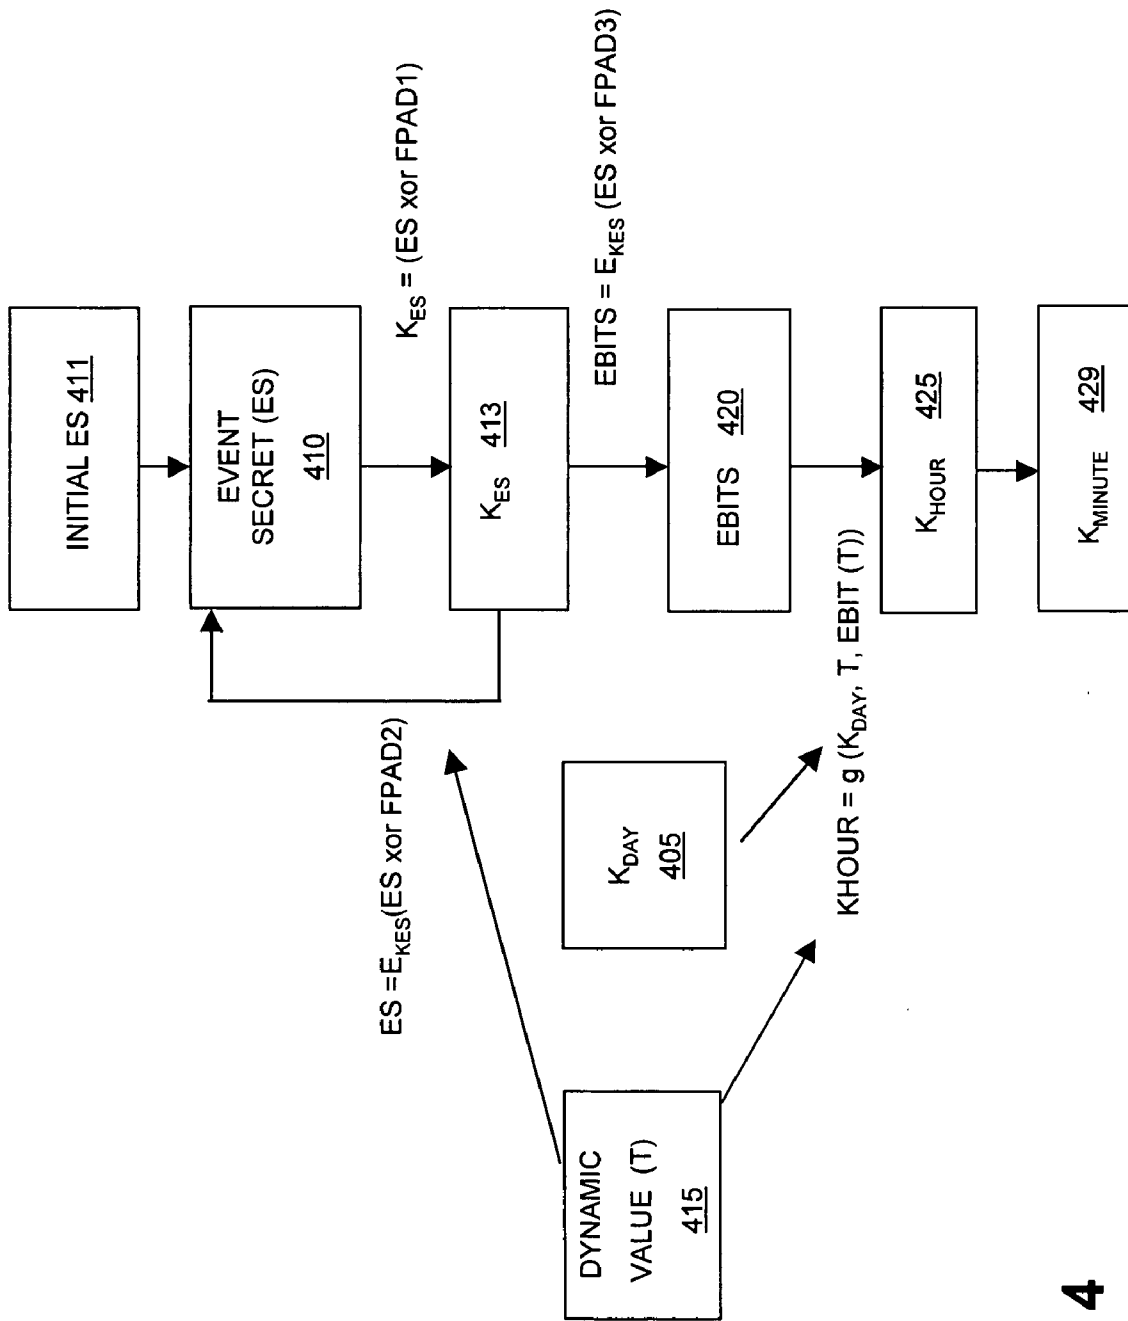 INITIAL ES 411
EVENT
SECRET (ES)
410
K_ES = (ES xor FPAD1)
K_ES 413
EBITS = E_KES (ES xor FPAD3)
ES =E_KES(ES xor FPAD2)
EBITS 420
K_DAY
405
DYNAMIC
VALUE (T)
415
KHOUR = g (K_DAY, T, EBIT (T))
K_HOUR 425
K_MINUTE 429
4